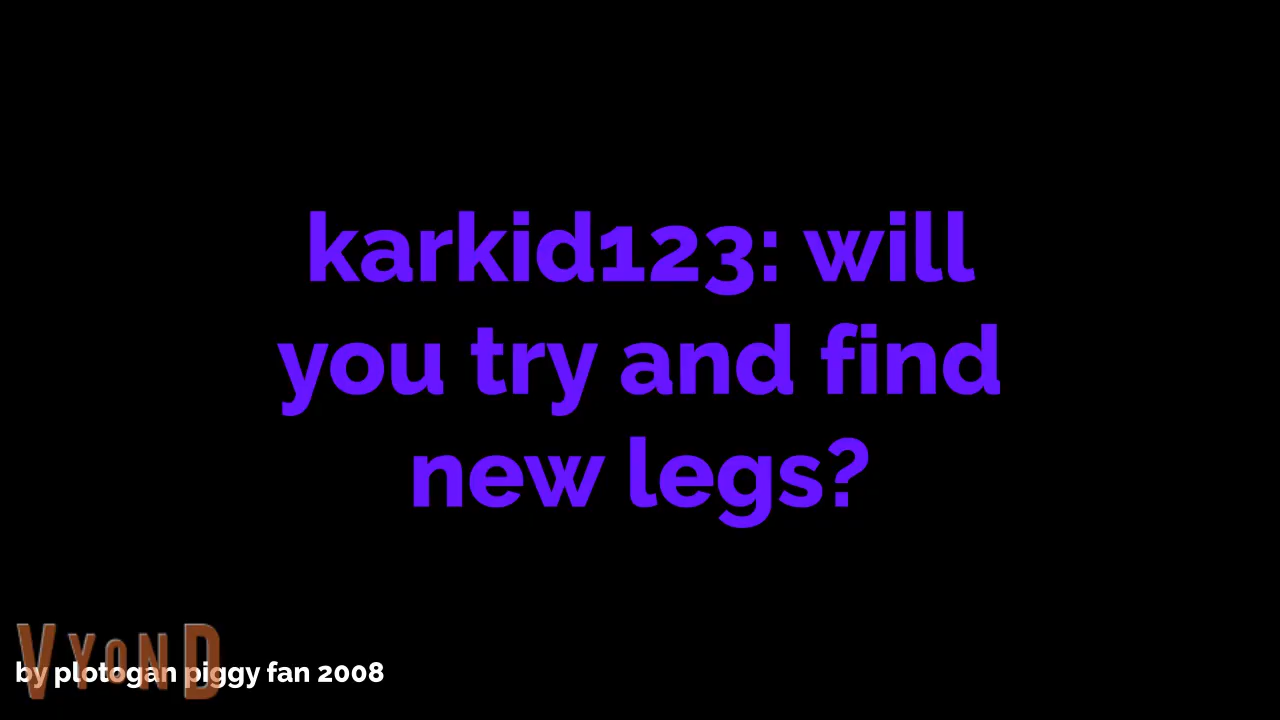 karkid123: will
you try and find
new legs?
VYOND
by plotogan piggy fan 2008